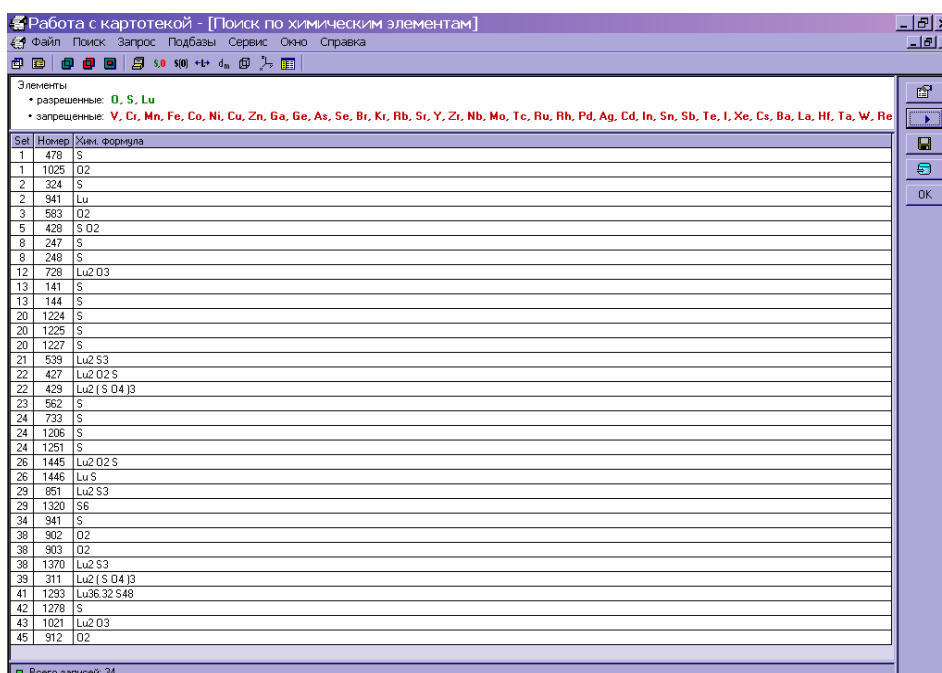 Работа с картотекой - [Поиск по химическим элементам]
Файл Поиск Запрос Подбазы Сервис Окно Справка
Элементы
• разрешенные: O, S, Lu
• запрещенные: V, Cr, Mn, Fe, Co, Ni, Cu, Zn, Ga, Ge, As, Se, Br, Kr, Rb, Sr, Y, Zr, Nb, Mo, Tc, Ru, Rh, Pd, Ag, Cd, In, Sn, Sb, Te, I, Xe, Cs, Ba, La, Hf, Ta, W, Re
Set Номер Хим. формула
1 478 S
1 1025 O2
2 324 S
2 941 Lu
3 583 O2
5 428 S O2
8 247 S
8 248 S
12 728 Lu2 O3
13 141 S
13 144 S
20 1224 S
20 1225 S
20 1227 S
21 539 Lu2 S3
22 427 Lu2 O2 S
22 429 Lu2 ( S O4 )3
23 562 S
24 733 S
24 1206 S
24 1251 S
26 1445 Lu2 O2 S
26 1446 Lu S
29 851 Lu2 S3
29 1320 S6
34 941 S
38 902 O2
38 903 O2
38 1370 Lu2 S3
39 311 Lu2 ( S O4 )3
41 1293 Lu36.32 S48
42 1278 S
43 1021 Lu2 O3
45 912 O2
Всего записей: 34
OK